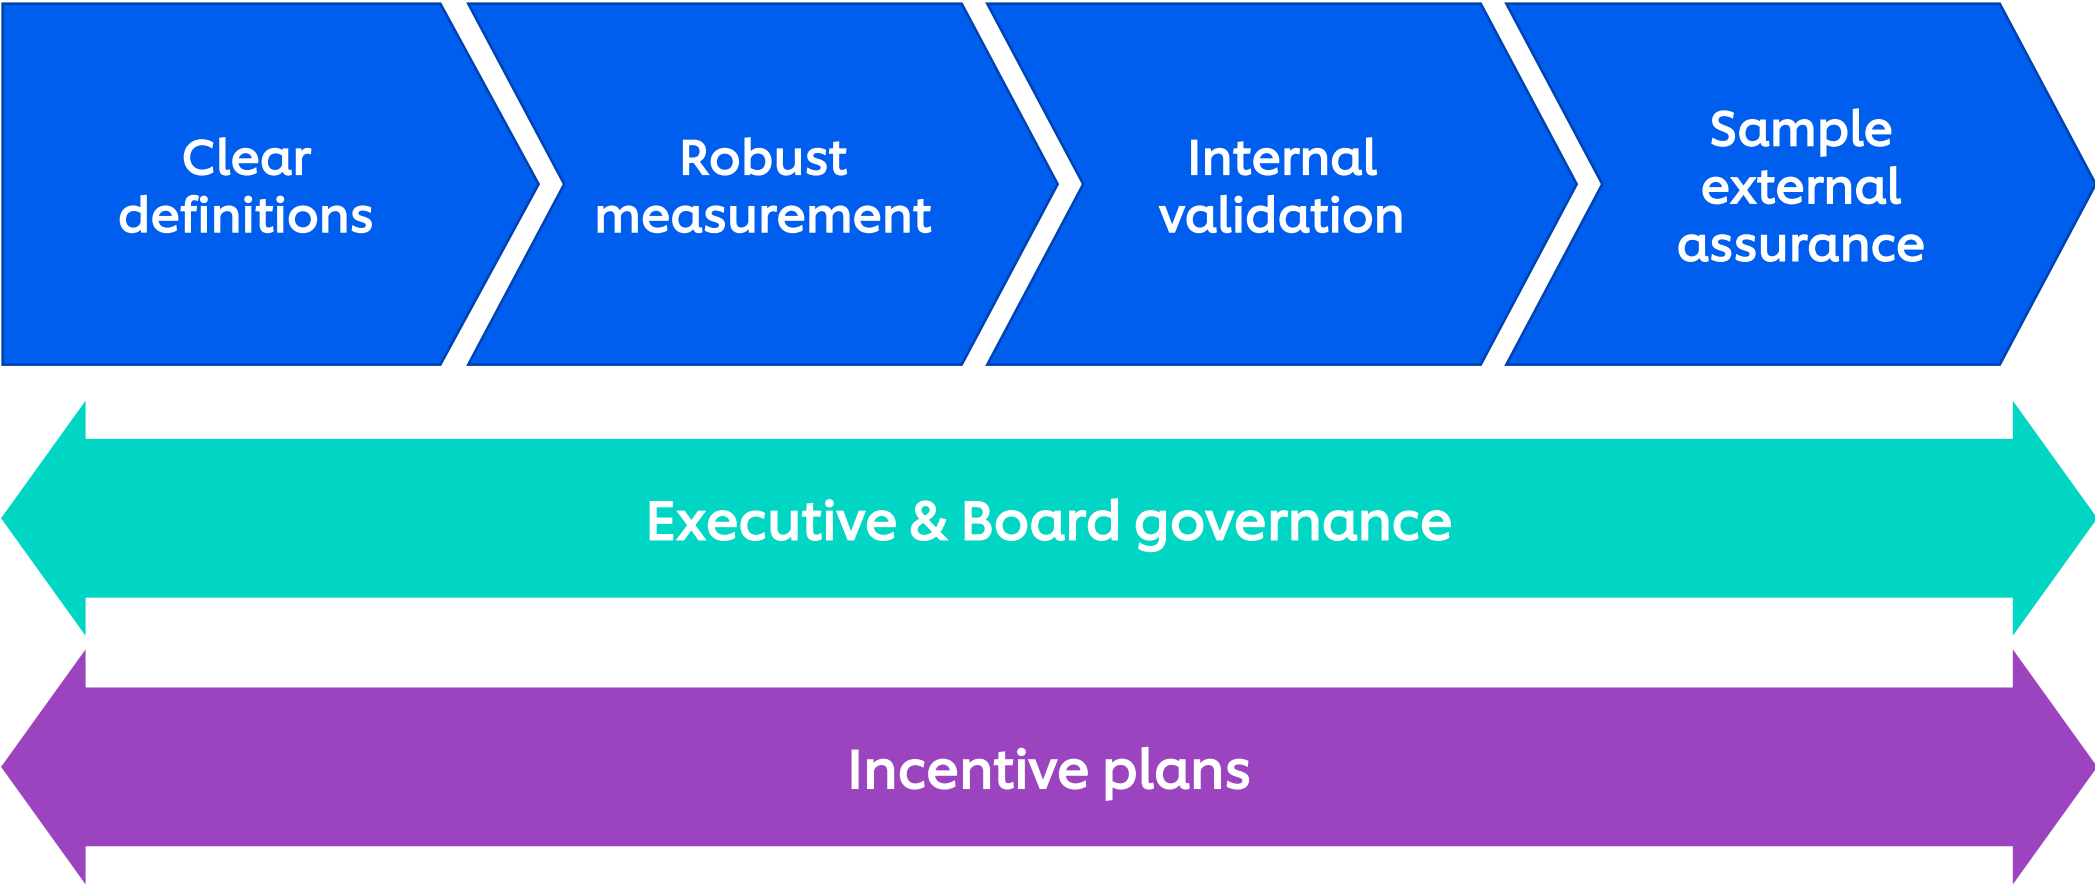 Clear
definitions
Robust
measurement
Internal
validation
Sample
external
assurance
Executive & Board governance
Incentive plans